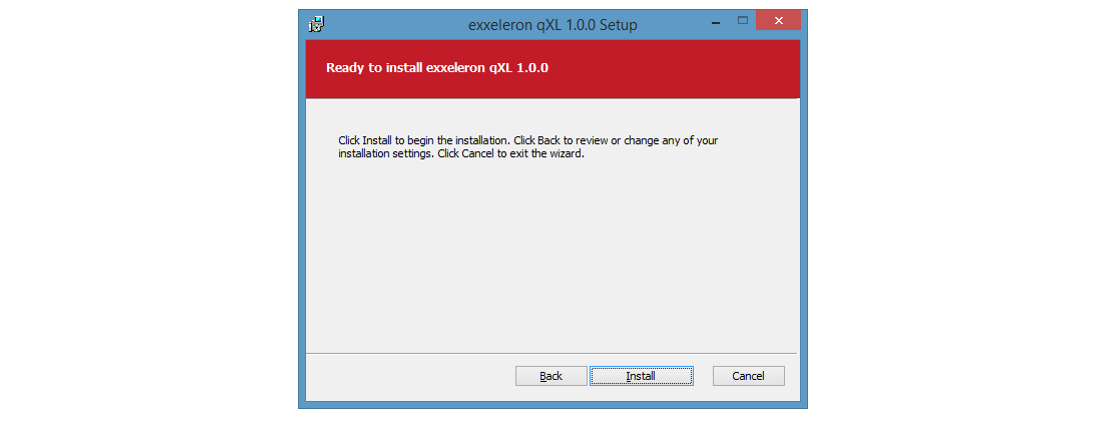 exxeleron qXL 1.0.0 Setup
Ready to install exxeleron qXL 1.0.0
Click Install to begin the installation. Click Back to review or change any of your
installation settings. Click Cancel to exit the wizard.
Back Install Cancel